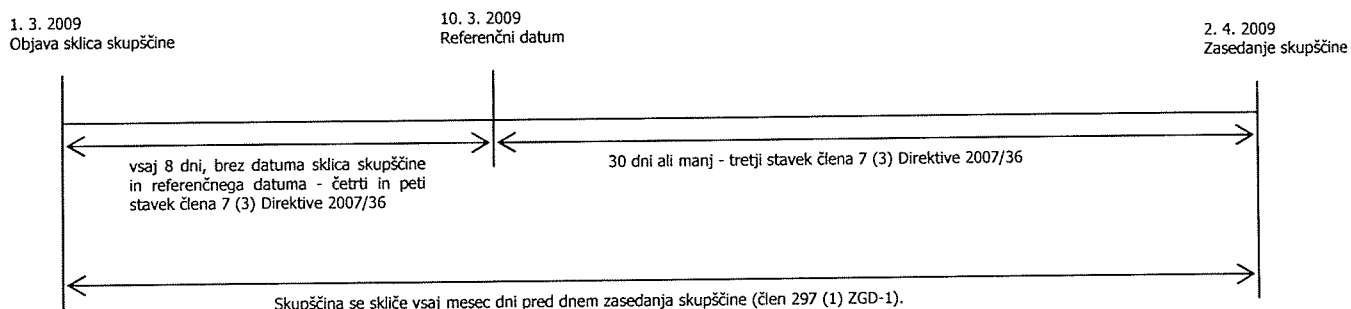 1. 3. 2009
Objava sklica skupščine
10. 3. 2009
Referenčni datum
2. 4. 2009
Zasedanje skupščine
vsaj 8 dni, brez datuma sklica skupščine
in referenčnega datuma - četrti in peti
stavek člena 7 (3) Direktive 2007/36
30 dni ali manj - tretji stavek člena 7 (3) Direktive 2007/36
Skupščina se skliče vsaj mesec dni pred dnem zasedanja skupščine (člen 297 (1) ZGD-1).